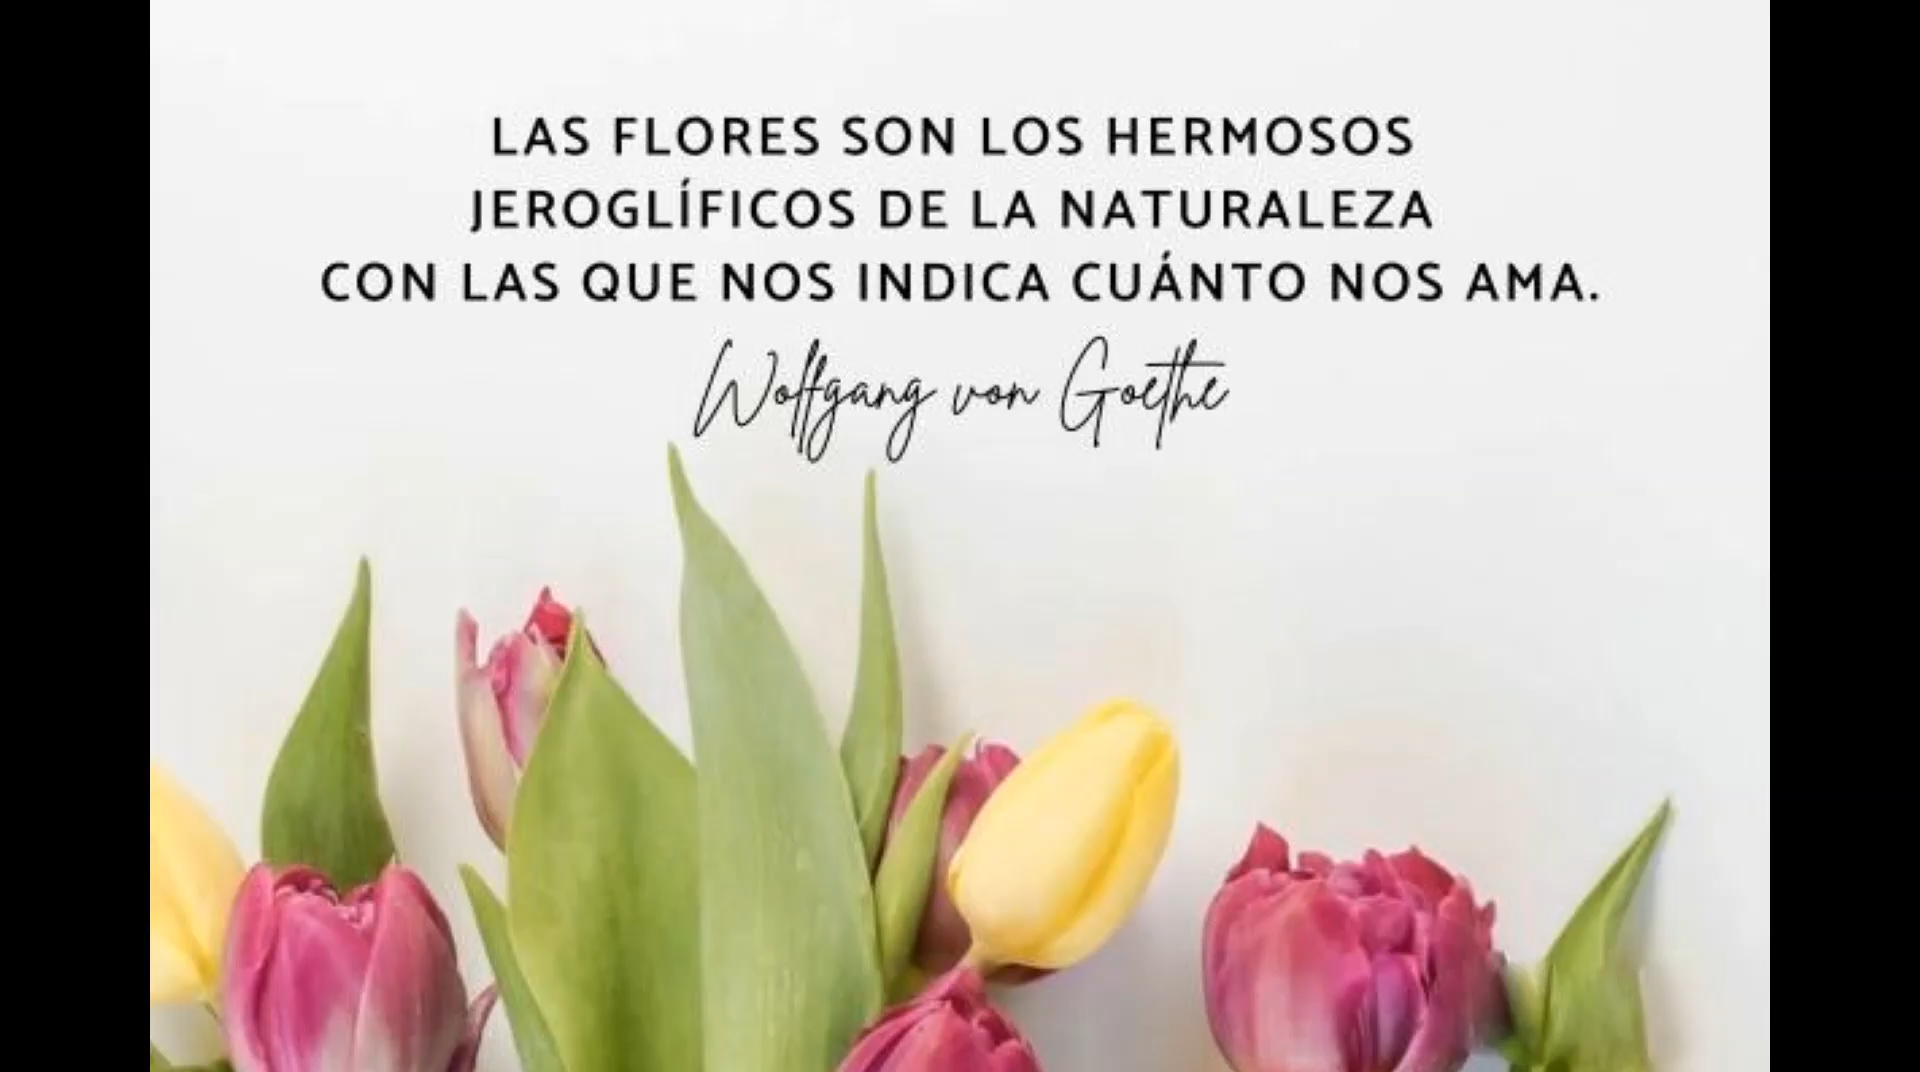 LAS FLORES SON LOS HERMOSOS
JEROGLÍFICOS DE LA NATURALEZA
CON LAS QUE NOS INDICA CUÁNTO NOS AMA.
Wolfgang von Goethe